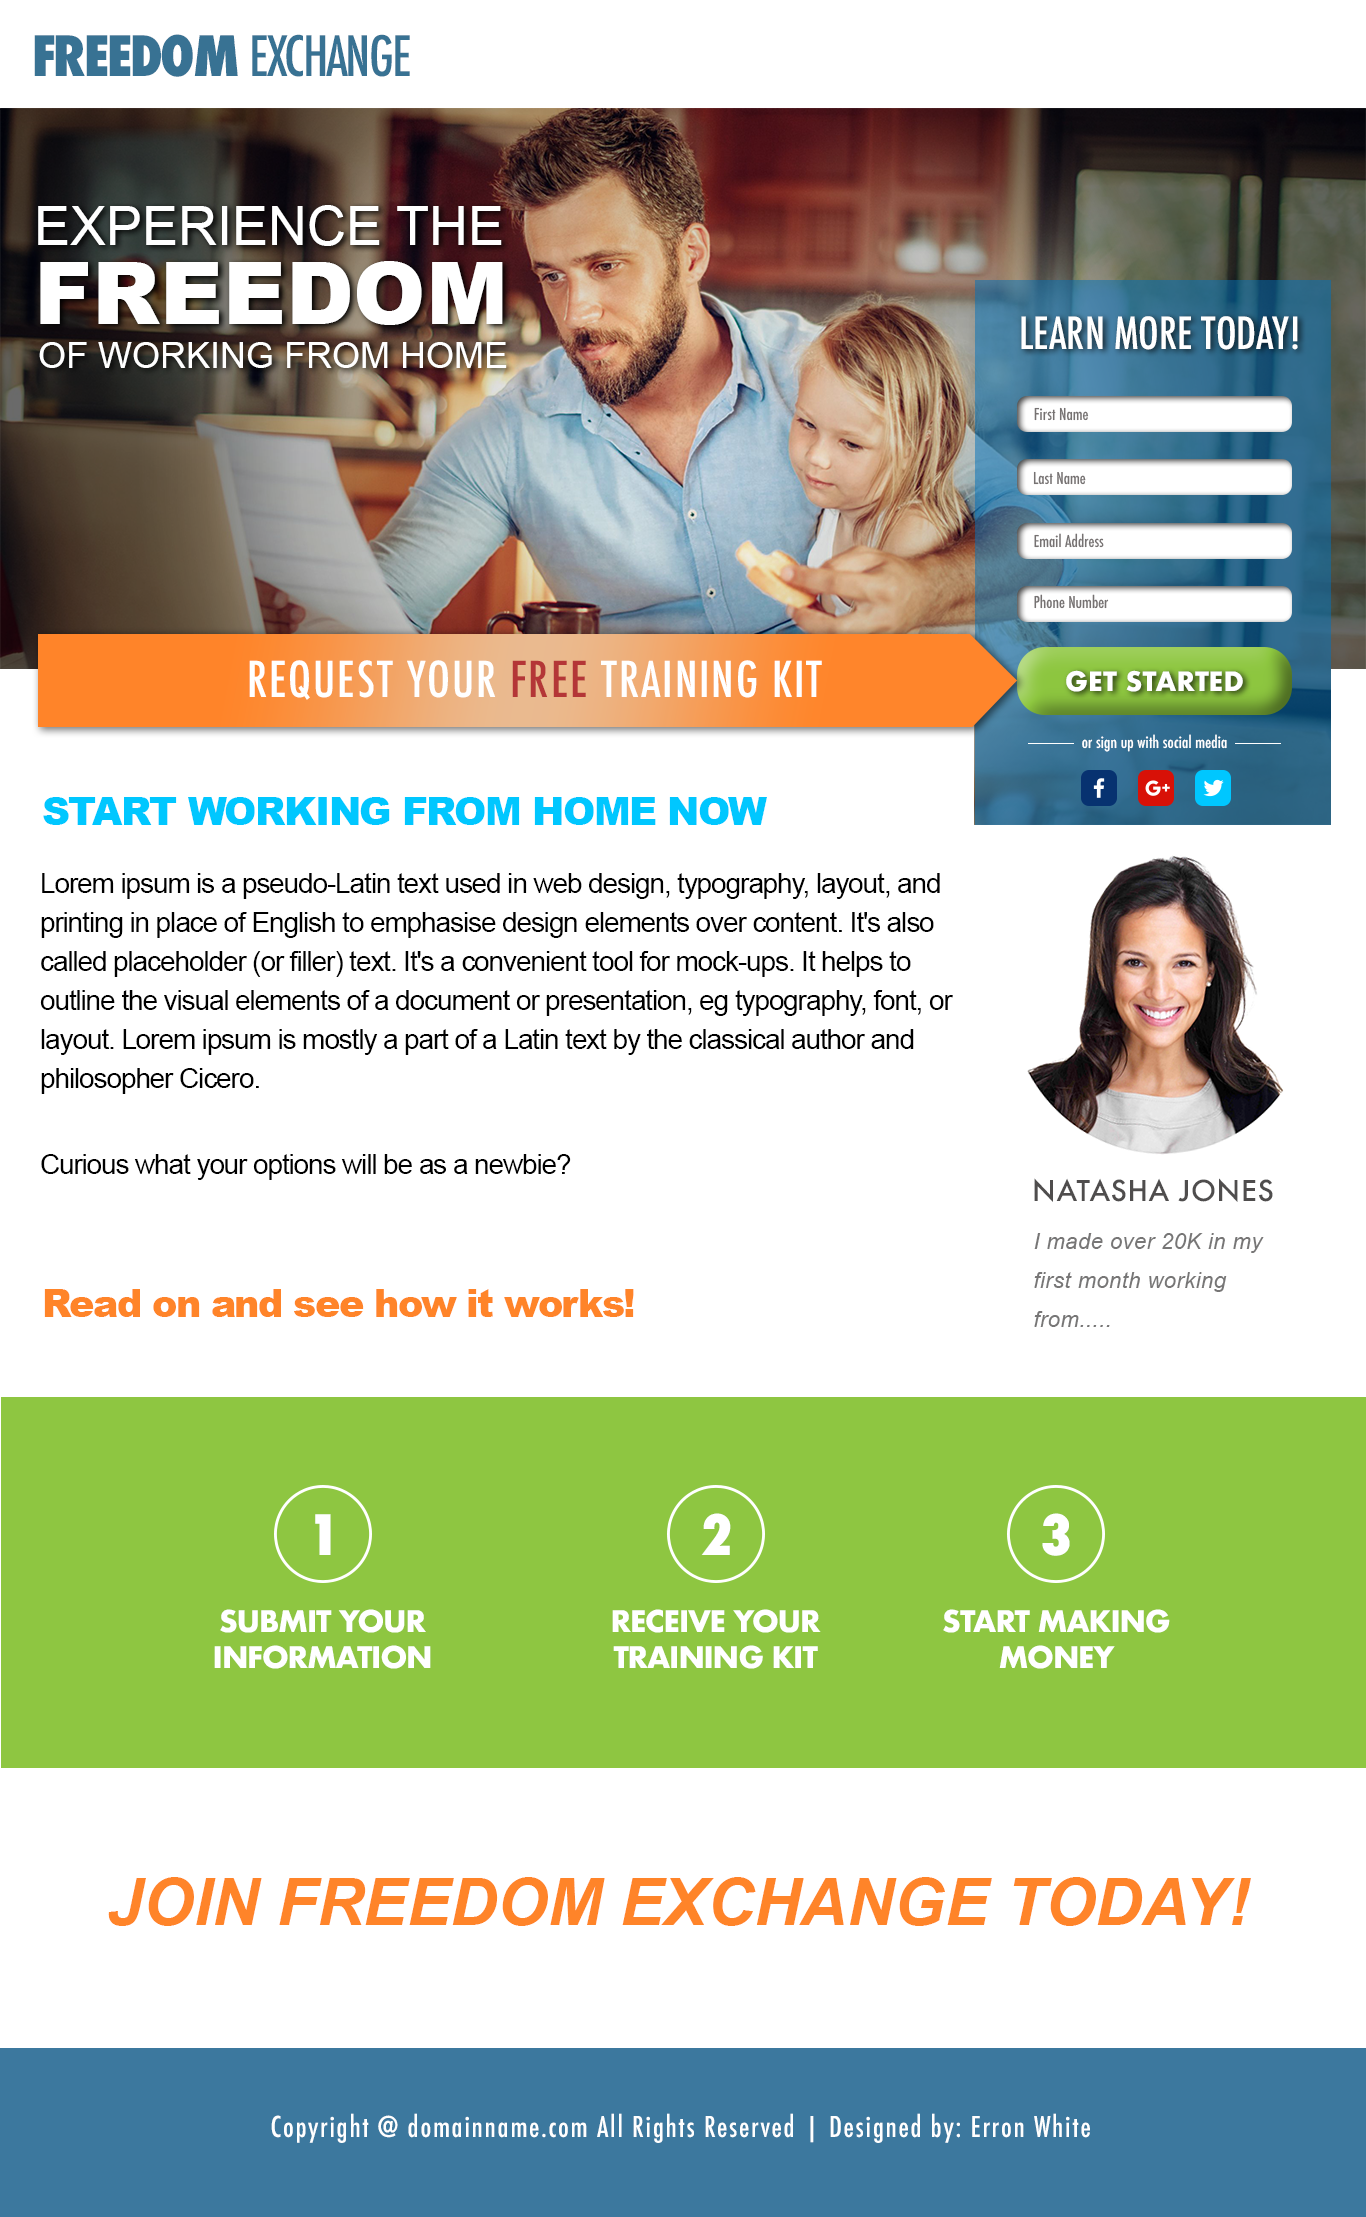 FREEDOM EXCHANGE
EXPERIENCE THE
FREEDOM
OF WORKING FROM HOME
LEARN MORE TODAY!
First Name
Last Name
Email Address
Phone Number
REQUEST YOUR FREE TRAINING KIT
GET STARTED
or sign up with social media
f G+
START WORKING FROM HOME NOW
Lorem ipsum is a pseudo-Latin text used in web design, typography, layout, and
printing in place of English to emphasise design elements over content. It's also
called placeholder (or filler) text. It's a convenient tool for mock-ups. It helps to
outline the visual elements of a document or presentation, eg typography, font, or
layout. Lorem ipsum is mostly a part of a Latin text by the classical author and
philosopher Cicero.
Curious what your options will be as a newbie?
Read on and see how it works!
NATASHA JONES
I made over 20K in my
first month working
from.....
1
SUBMIT YOUR
INFORMATION
2
RECEIVE YOUR
TRAINING KIT
3
START MAKING
MONEY
JOIN FREEDOM EXCHANGE TODAY!
Copyright @ domainname.com All Rights Reserved | Designed by: Erron White